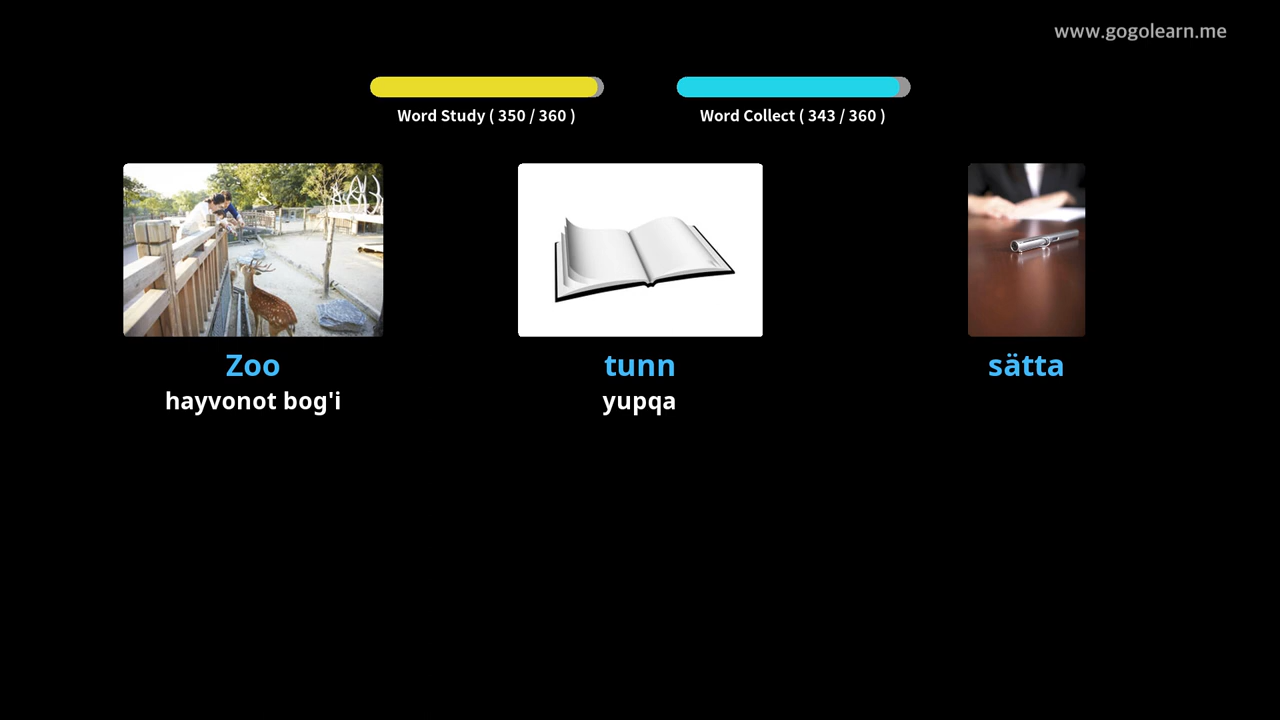 www.gogolearn.me
Word Study ( 350 / 360 )
Word Collect ( 343 / 360 )
Zoo
hayvonot bog'i
tunn
yupqa
sätta